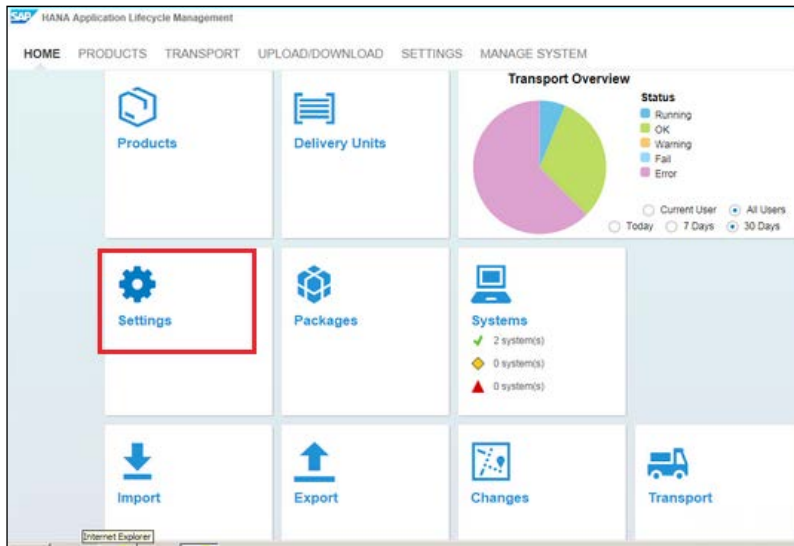 SAP HANA Application Lifecycle Management
HOME PRODUCTS TRANSPORT UPLOAD/DOWNLOAD SETTINGS MANAGE SYSTEM
Products
Delivery Units
Transport Overview
Status
Running
OK
Warning
Fail
Error
Current User All Users
Today 7 Days 30 Days
Settings
Packages
Systems
2 system(s)
0 system(s)
0 system(s)
Import
Export
Changes
Transport
Internet Explorer